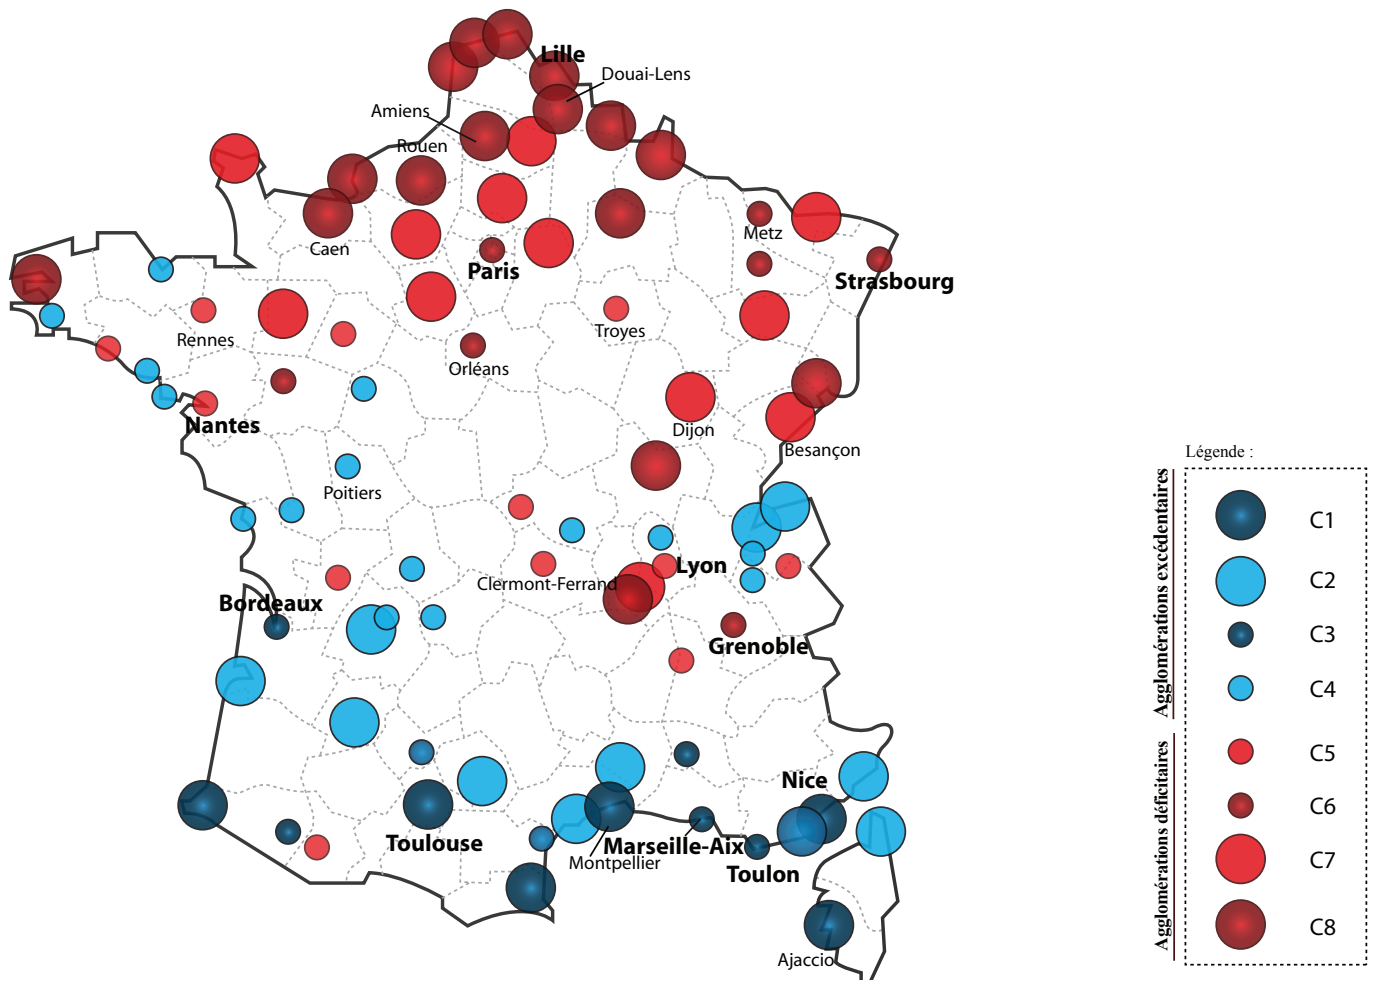 Lille
Douai-Lens
Amiens
Rouen
Caen
Metz
Paris
Strasbourg
Rennes
Troyes
Orléans
Nantes
Dijon
Besançon
Poitiers
Lyon
Clermont-Ferrand
Bordeaux
Grenoble
Nice
Toulouse
Marseille-Aix
Montpellier
Toulon
Ajaccio
Légende :
Agglomérations excédentaires
C1
C2
C3
C4
Agglomérations déficitaires
C5
C6
C7
C8